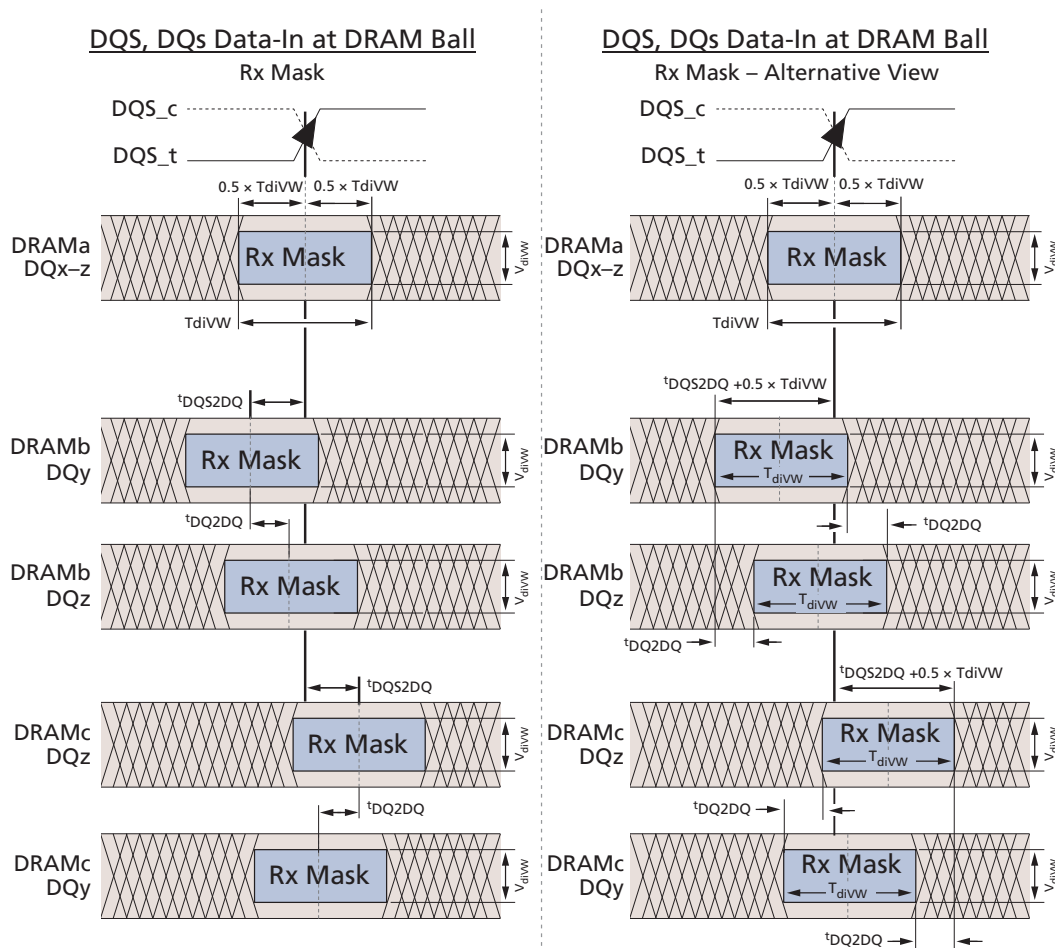 DQS, DQs Data-In at DRAM Ball
Rx Mask
DQS_c
DQS_t
0.5 × TdiVW
0.5 × TdiVW
DRAMa
DQx–z
Rx Mask
VdiVW
TdiVW
tDQS2DQ
DRAMb
DQy
Rx Mask
VdiVW
tDQ2DQ
DRAMb
DQz
Rx Mask
VdiVW
tDQS2DQ
DRAMc
DQz
Rx Mask
VdiVW
tDQ2DQ
DRAMc
DQy
Rx Mask
VdiVW
DQS, DQs Data-In at DRAM Ball
Rx Mask – Alternative View
DQS_c
DQS_t
0.5 × TdiVW
0.5 × TdiVW
DRAMa
DQx–z
Rx Mask
VdiVW
TdiVW
tDQS2DQ +0.5 × TdiVW
DRAMb
DQy
Rx Mask
TdiVW
VdiVW
tDQ2DQ
DRAMb
DQz
Rx Mask
TdiVW
VdiVW
tDQ2DQ
tDQS2DQ +0.5 × TdiVW
DRAMc
DQz
Rx Mask
TdiVW
VdiVW
tDQ2DQ
DRAMc
DQy
Rx Mask
TdiVW
VdiVW
tDQ2DQ